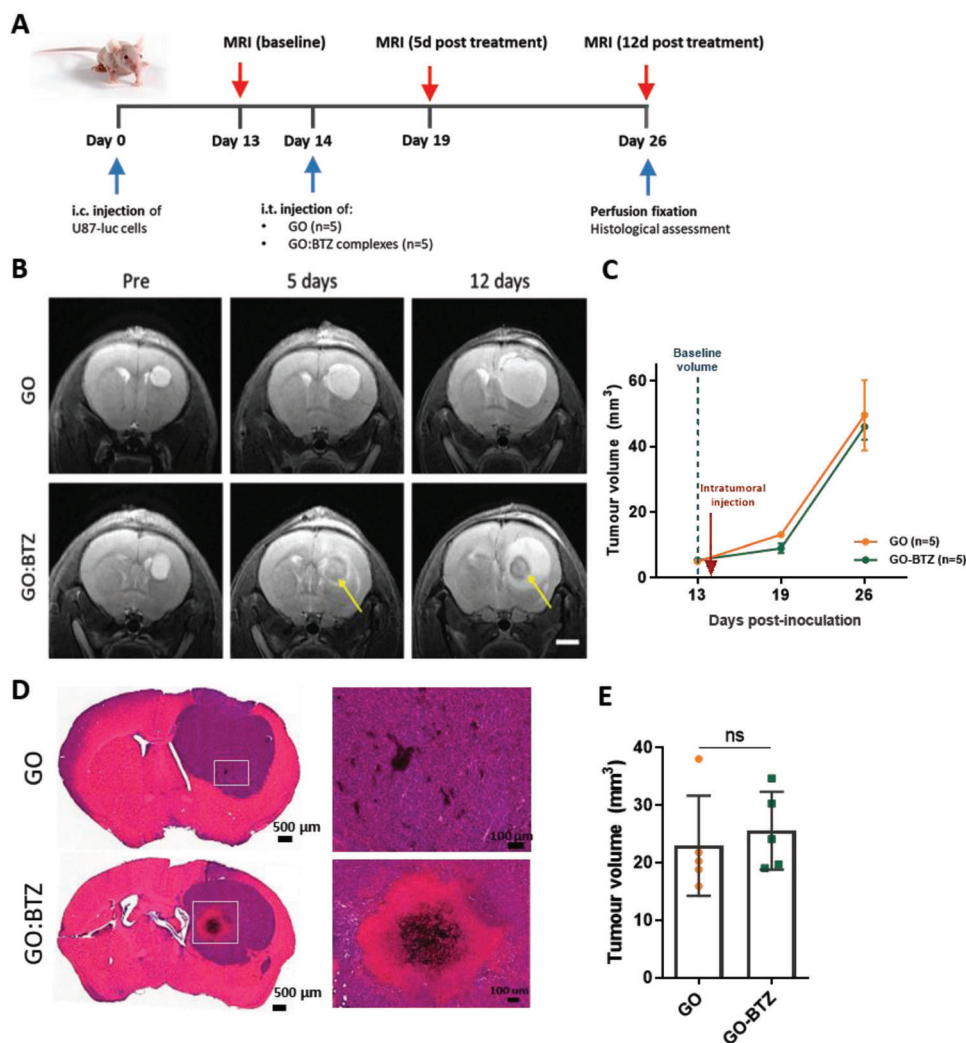 A
MRI (baseline)
MRI (5d post treatment)
MRI (12d post treatment)
Day 0
Day 13
Day 14
Day 19
Day 26
i.c. injection of
U87-luc cells
i.t. injection of:
• GO (n=5)
• GO:BTZ complexes (n=5)
Perfusion fixation
Histological assessment
B
Pre
5 days
12 days
GO
GO:BTZ
C
Baseline
volume
Intratumoral
injection
Tumour volume (mm³)
60
40
20
0
13
19
26
Days post-inoculation
GO (n=5)
GO-BTZ (n=5)
D
GO
500 µm
100 µm
GO:BTZ
500 µm
100 um
E
ns
Tumour volume (mm³)
40
30
20
10
0
GO
GO-BTZ